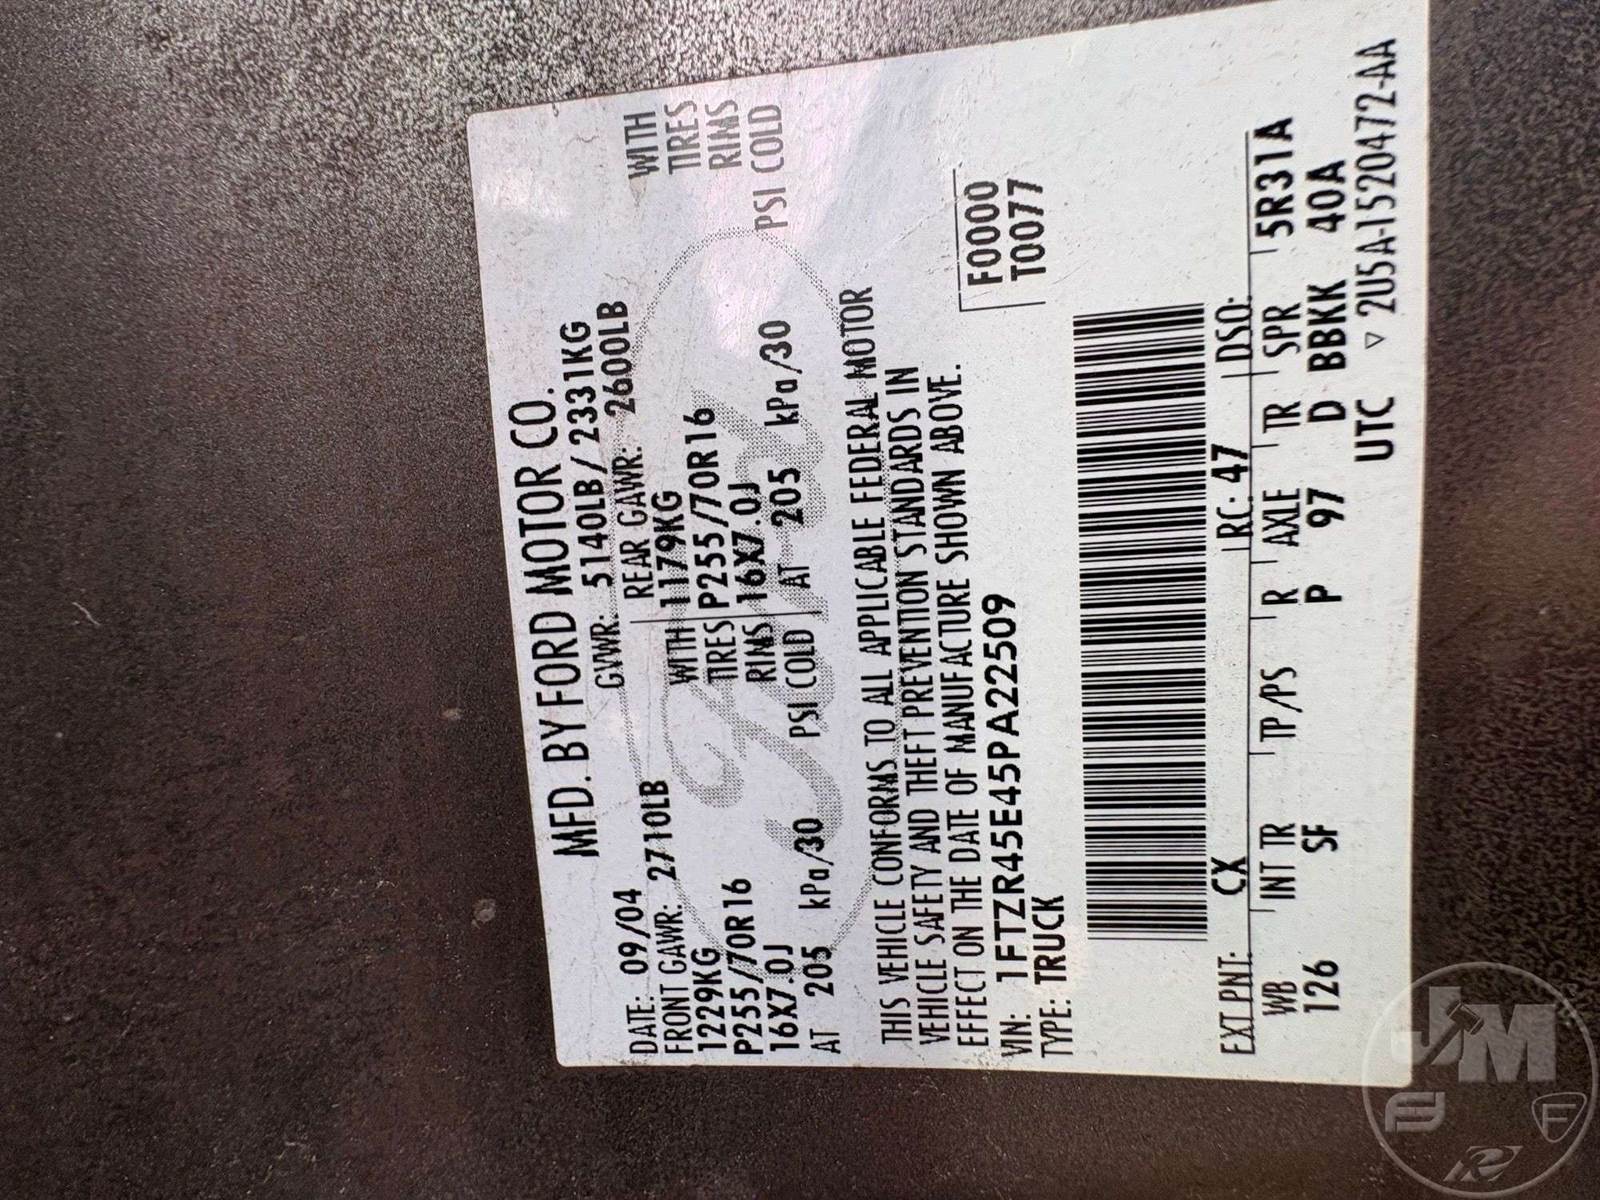 MFD. BY FORD MOTOR CO.
DATE: 09/04 GVWR: 5140LB/2331KG
FRONT GAWR: 2710LB REAR GAWR: 2600LB
1229KG WITH 1179KG WITH
P255/70R16 TIRES P255/70R16 TIRES
16X7.0J RIMS 16X7.0J RIMS
AT 205 kPa/30 PSI COLD AT 205 kPa/30 PSI COLD
THIS VEHICLE CONFORMS TO ALL APPLICABLE FEDERAL MOTOR
VEHICLE SAFETY AND THEFT PREVENTION STANDARDS IN
EFFECT ON THE DATE OF MANUFACTURE SHOWN ABOVE.
VIN: 1FTZR45E45PA22509 F0000
TYPE: TRUCK T0077
EXT PNT: CX RC: 47 DSO:
WB INT TR TP/PS R AXLE TR SPR 5R31A
126 SF P 97 D BBKK 40A
UTC ▽ 2U5A-1520472-AA
Ford
JM
F